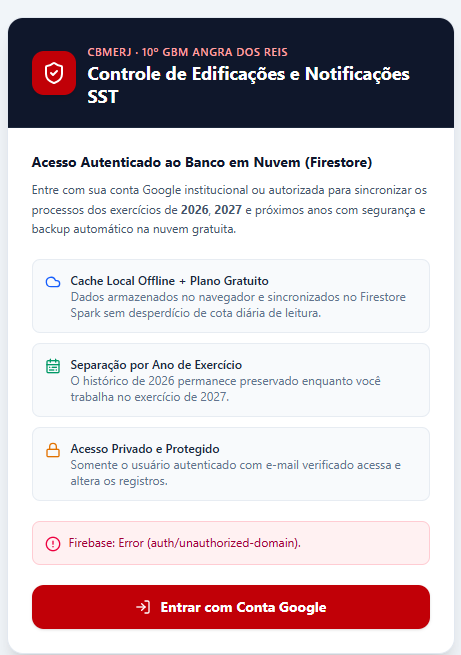 CBMERJ · 10º GBM ANGRA DOS REIS
Controle de Edificações e Notificações
SST
Acesso Autenticado ao Banco em Nuvem (Firestore)
Entre com sua conta Google institucional ou autorizada para sincronizar os
processos dos exercícios de 2026, 2027 e próximos anos com segurança e
backup automático na nuvem gratuita.
Cache Local Offline + Plano Gratuito
Dados armazenados no navegador e sincronizados no Firestore
Spark sem desperdício de cota diária de leitura.
Separação por Ano de Exercício
O histórico de 2026 permanece preservado enquanto você
trabalha no exercício de 2027.
Acesso Privado e Protegido
Somente o usuário autenticado com e-mail verificado acessa e
altera os registros.
Firebase: Error (auth/unauthorized-domain).
Entrar com Conta Google